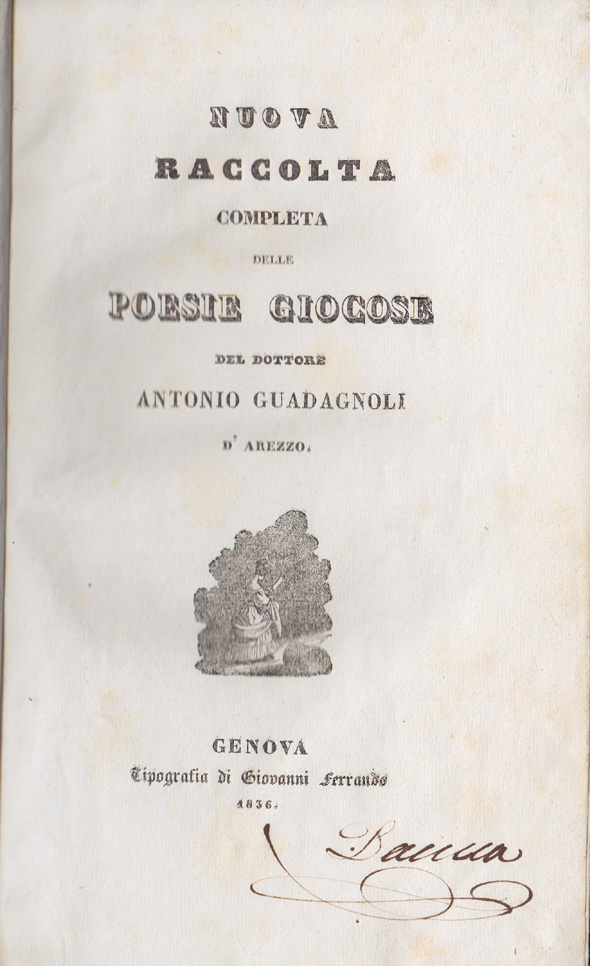 NUOVA
RACCOLTA
COMPLETA
DELLE
POESIE GIOCOSE
DEL DOTTORE
ANTONIO GUADAGNOLI
D' AREZZO.
GENOVA
Tipografia di Giovanni Ferrando
1836.